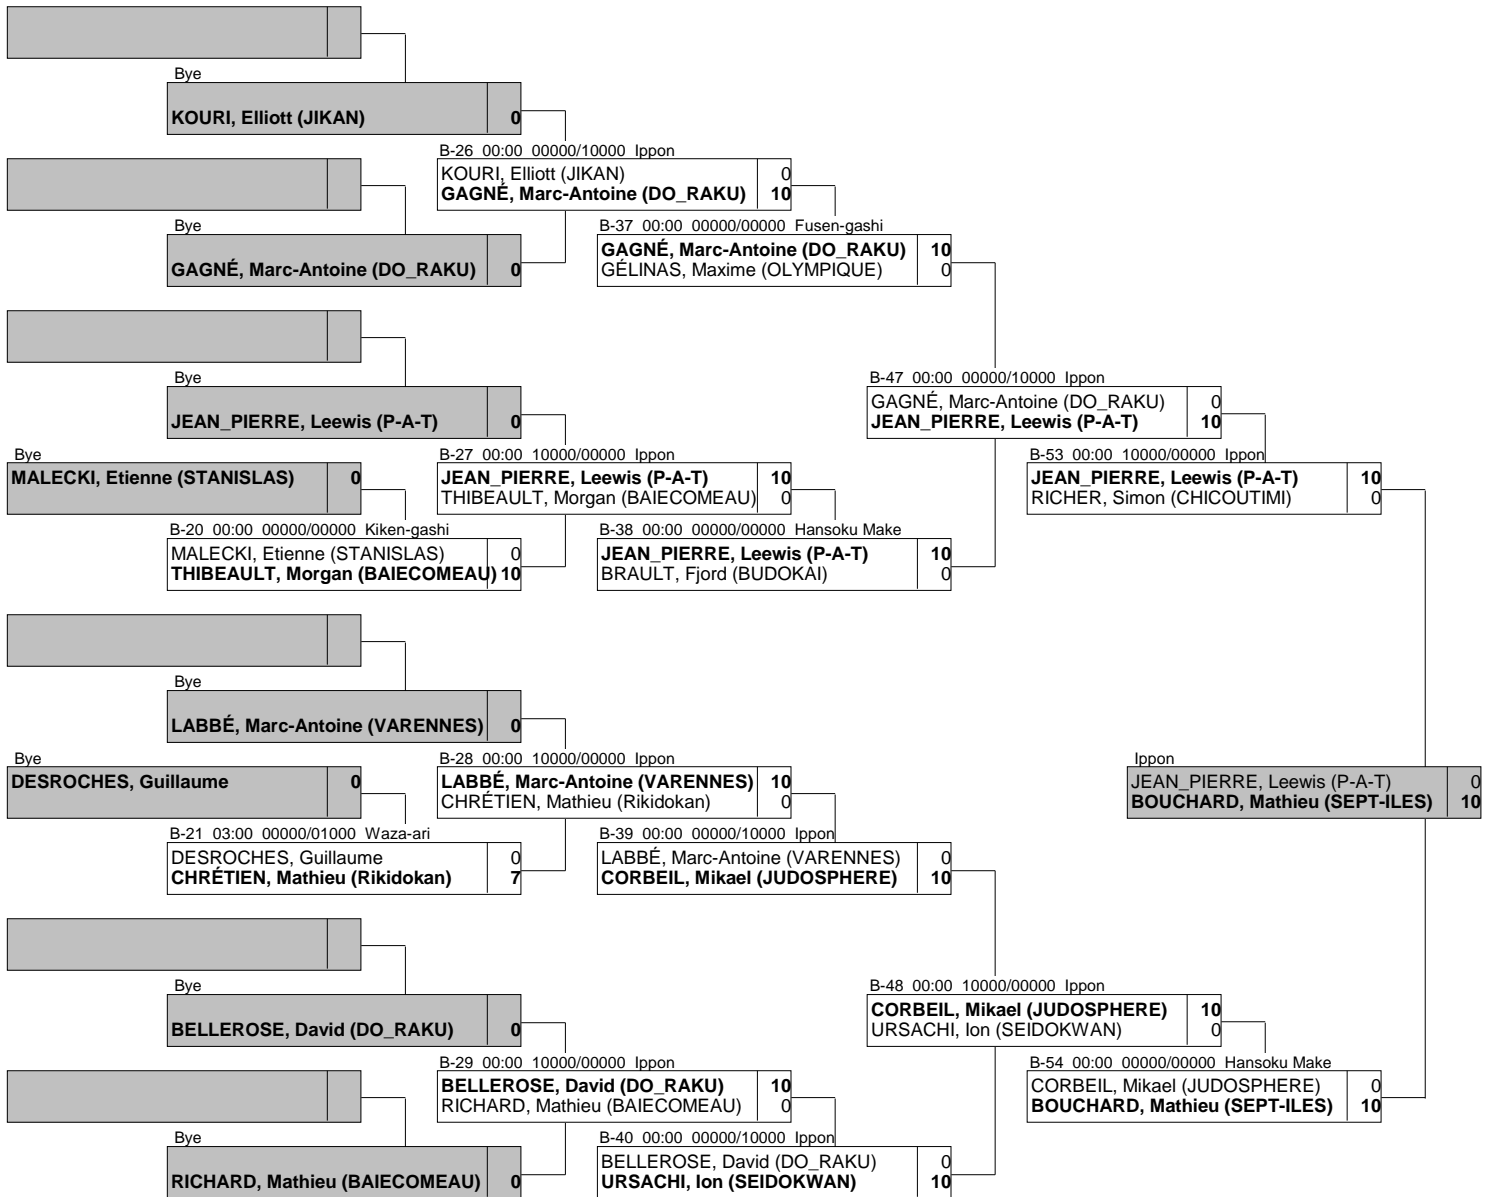 Bye
KOURI, Elliott (JIKAN) 0
B-26 00:00 00000/10000 Ippon
KOURI, Elliott (JIKAN) 0
GAGNÉ, Marc-Antoine (DO_RAKU) 10
Bye
GAGNÉ, Marc-Antoine (DO_RAKU) 0
B-37 00:00 00000/00000 Fusen-gashi
GAGNÉ, Marc-Antoine (DO_RAKU) 10
GÉLINAS, Maxime (OLYMPIQUE) 0
Bye
JEAN_PIERRE, Leewis (P-A-T) 0
B-47 00:00 00000/10000 Ippon
GAGNÉ, Marc-Antoine (DO_RAKU) 0
JEAN_PIERRE, Leewis (P-A-T) 10
Bye
MALECKI, Etienne (STANISLAS) 0
B-27 00:00 10000/00000 Ippon
JEAN_PIERRE, Leewis (P-A-T) 10
THIBEAULT, Morgan (BAIECOMEAU) 0
B-53 00:00 10000/00000 Ippon
JEAN_PIERRE, Leewis (P-A-T) 10
RICHER, Simon (CHICOUTIMI) 0
B-20 00:00 00000/00000 Kiken-gashi
MALECKI, Etienne (STANISLAS) 0
THIBEAULT, Morgan (BAIECOMEAU) 10
B-38 00:00 00000/00000 Hansoku Make
JEAN_PIERRE, Leewis (P-A-T) 10
BRAULT, Fjord (BUDOKAI) 0
Bye
LABBÉ, Marc-Antoine (VARENNES) 0
Bye
DESROCHES, Guillaume 0
B-28 00:00 10000/00000 Ippon
LABBÉ, Marc-Antoine (VARENNES) 10
CHRÉTIEN, Mathieu (Rikidokan) 0
Ippon
JEAN_PIERRE, Leewis (P-A-T) 0
BOUCHARD, Mathieu (SEPT-ILES) 10
B-21 03:00 00000/01000 Waza-ari
DESROCHES, Guillaume 0
CHRÉTIEN, Mathieu (Rikidokan) 7
B-39 00:00 00000/10000 Ippon
LABBÉ, Marc-Antoine (VARENNES) 0
CORBEIL, Mikael (JUDOSPHERE) 10
Bye
BELLEROSE, David (DO_RAKU) 0
B-48 00:00 10000/00000 Ippon
CORBEIL, Mikael (JUDOSPHERE) 10
URSACHI, Ion (SEIDOKWAN) 0
B-29 00:00 10000/00000 Ippon
BELLEROSE, David (DO_RAKU) 10
RICHARD, Mathieu (BAIECOMEAU) 0
B-54 00:00 00000/00000 Hansoku Make
CORBEIL, Mikael (JUDOSPHERE) 0
BOUCHARD, Mathieu (SEPT-ILES) 10
Bye
RICHARD, Mathieu (BAIECOMEAU) 0
B-40 00:00 00000/10000 Ippon
BELLEROSE, David (DO_RAKU) 0
URSACHI, Ion (SEIDOKWAN) 10